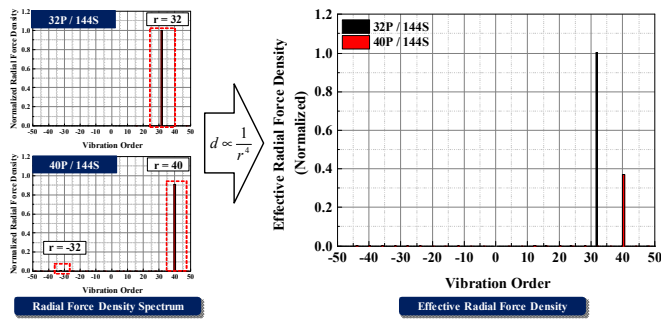 32P / 144S
r = 32
Normalized Radial Force Density
1.2
1.0
0.8
0.6
0.4
0.2
0.0
-50 -40 -30 -20 -10 0 10 20 30 40 50
Vibration Order
40P / 144S
r = 40
r = -32
Normalized Radial Force Density
1.2
1.0
0.8
0.6
0.4
0.2
0.0
-50 -40 -30 -20 -10 0 10 20 30 40 50
Vibration Order
Radial Force Density Spectrum
d ∝ 1/r⁴
32P / 144S
40P / 144S
Effective Radial Force Density
(Normalized)
1.2
1.0
0.8
0.6
0.4
0.2
0.0
-50 -40 -30 -20 -10 0 10 20 30 40 50
Vibration Order
Effective Radial Force Density